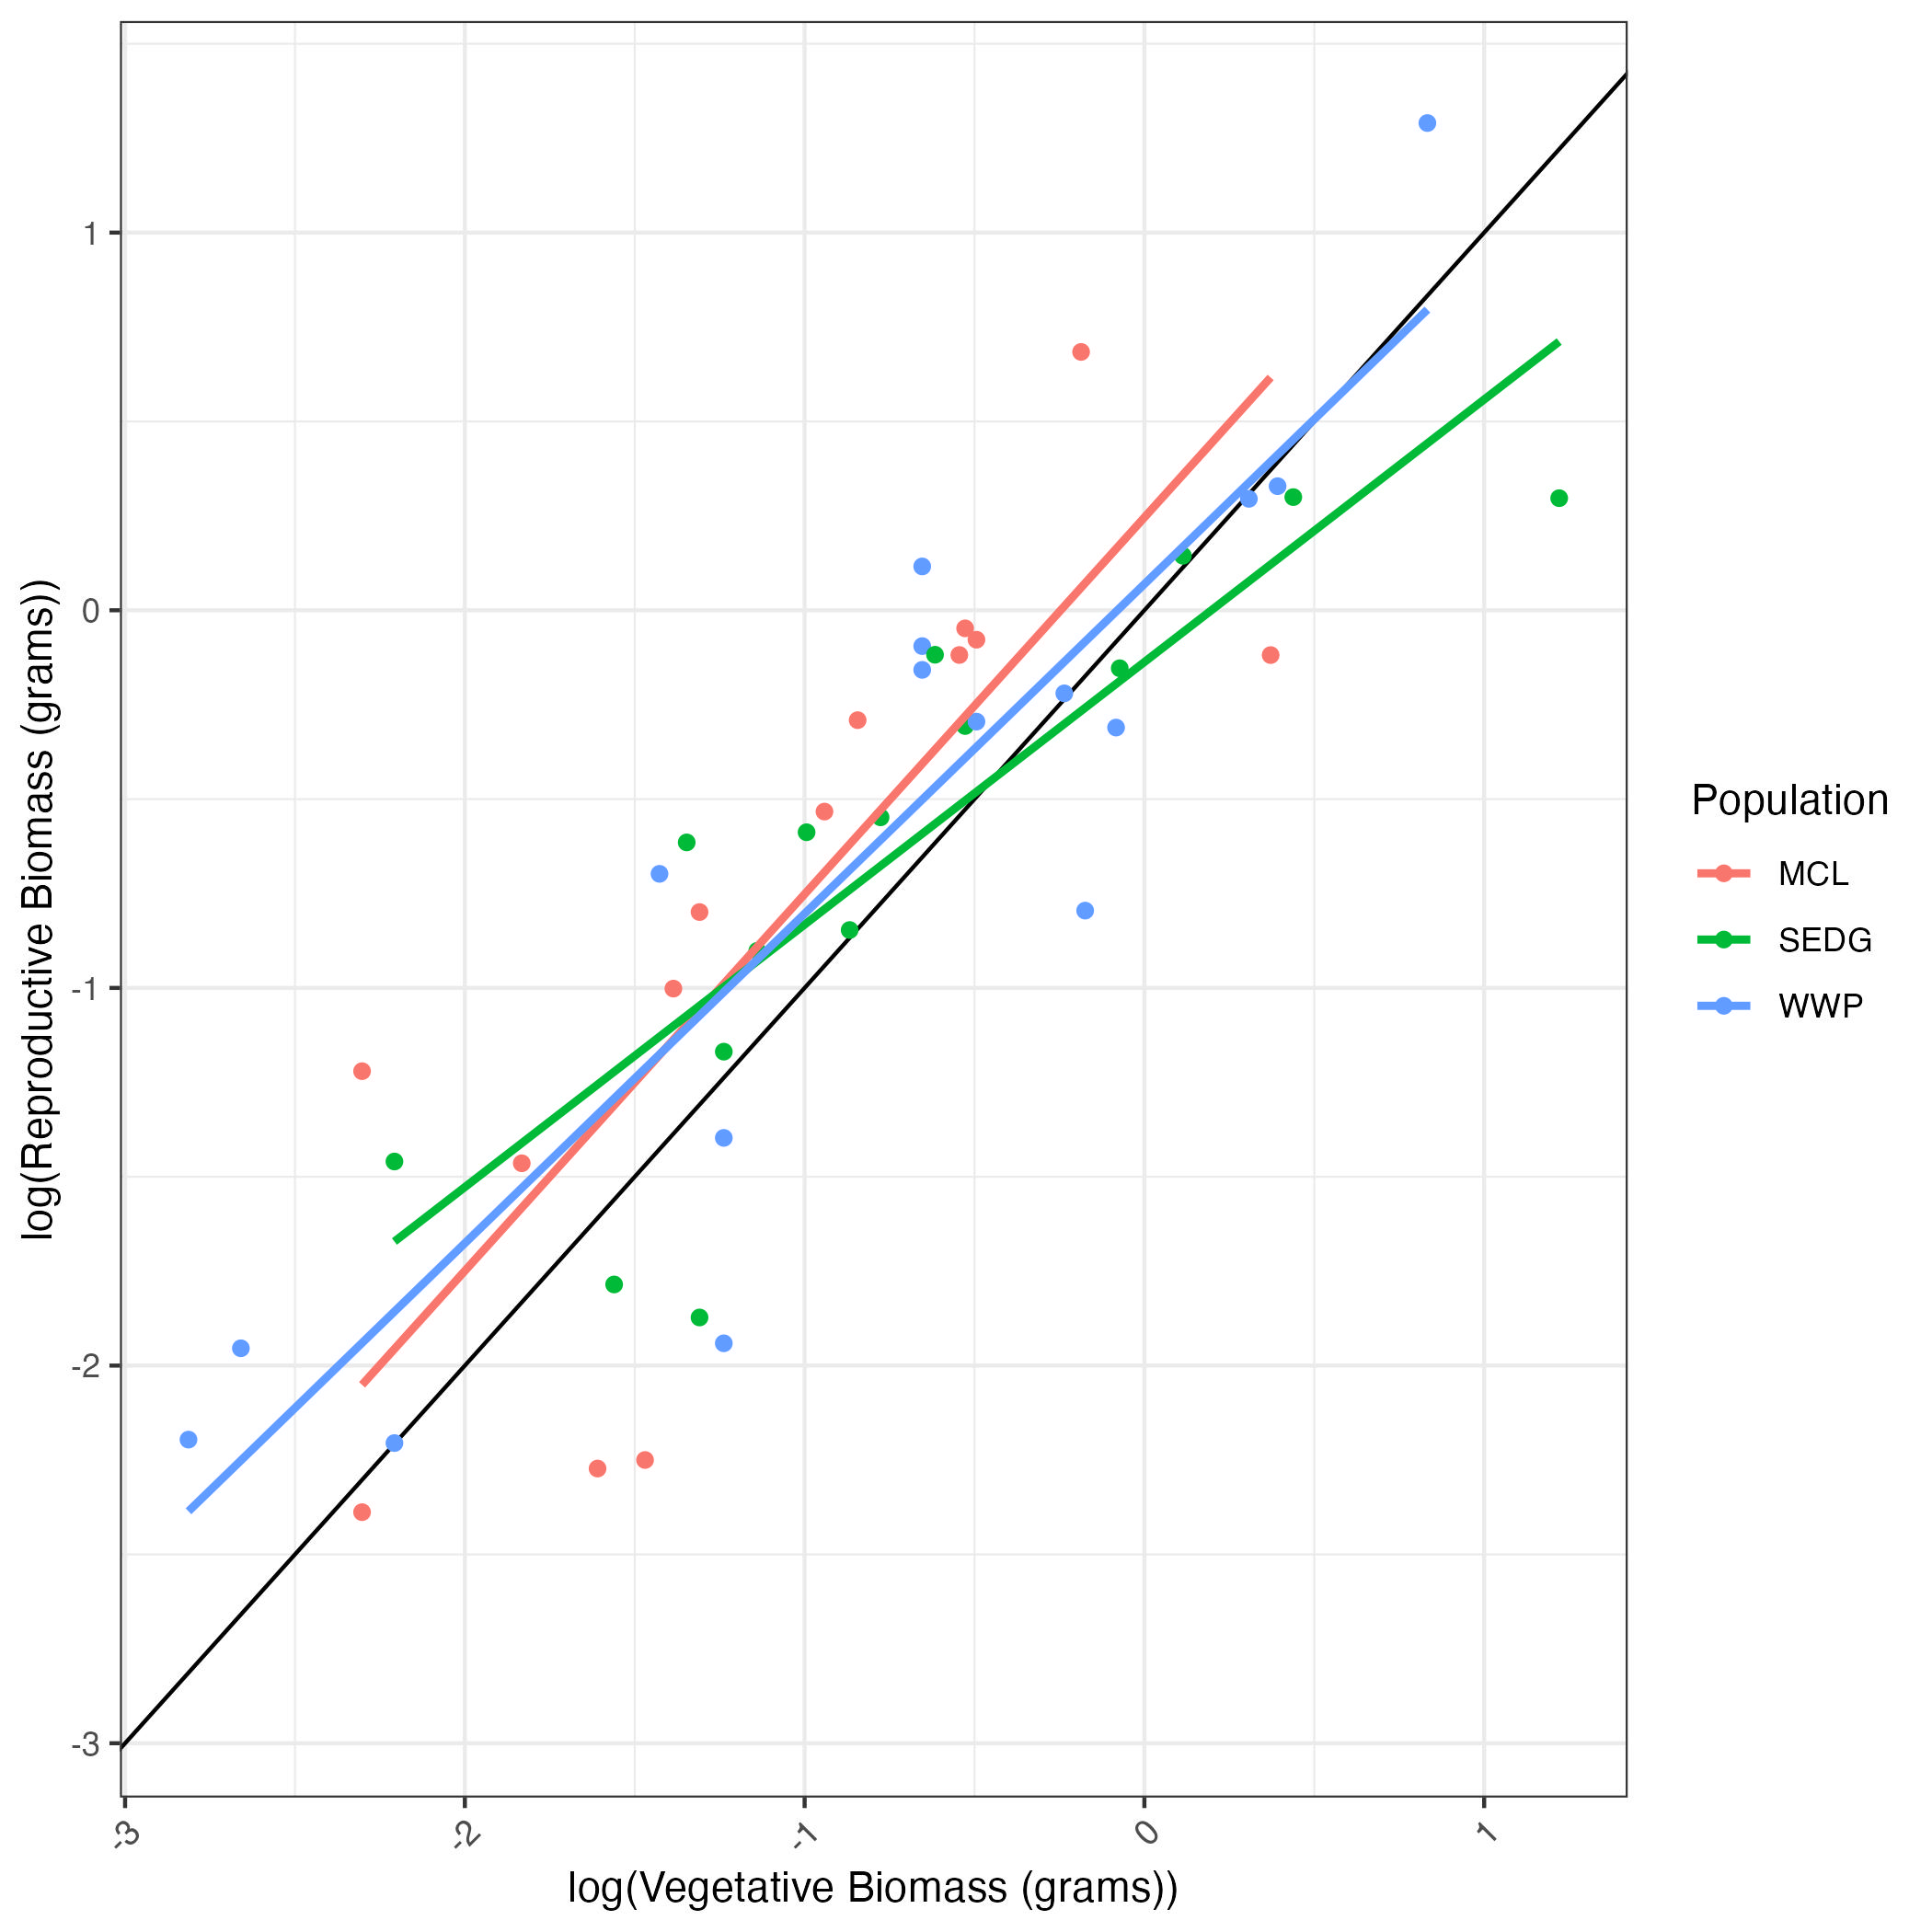 1
0
-1
-2
-3
log(Reproductive Biomass (grams))
-3
-2
-1
0
1
log(Vegetative Biomass (grams))
Population
MCL
SEDG
WWP